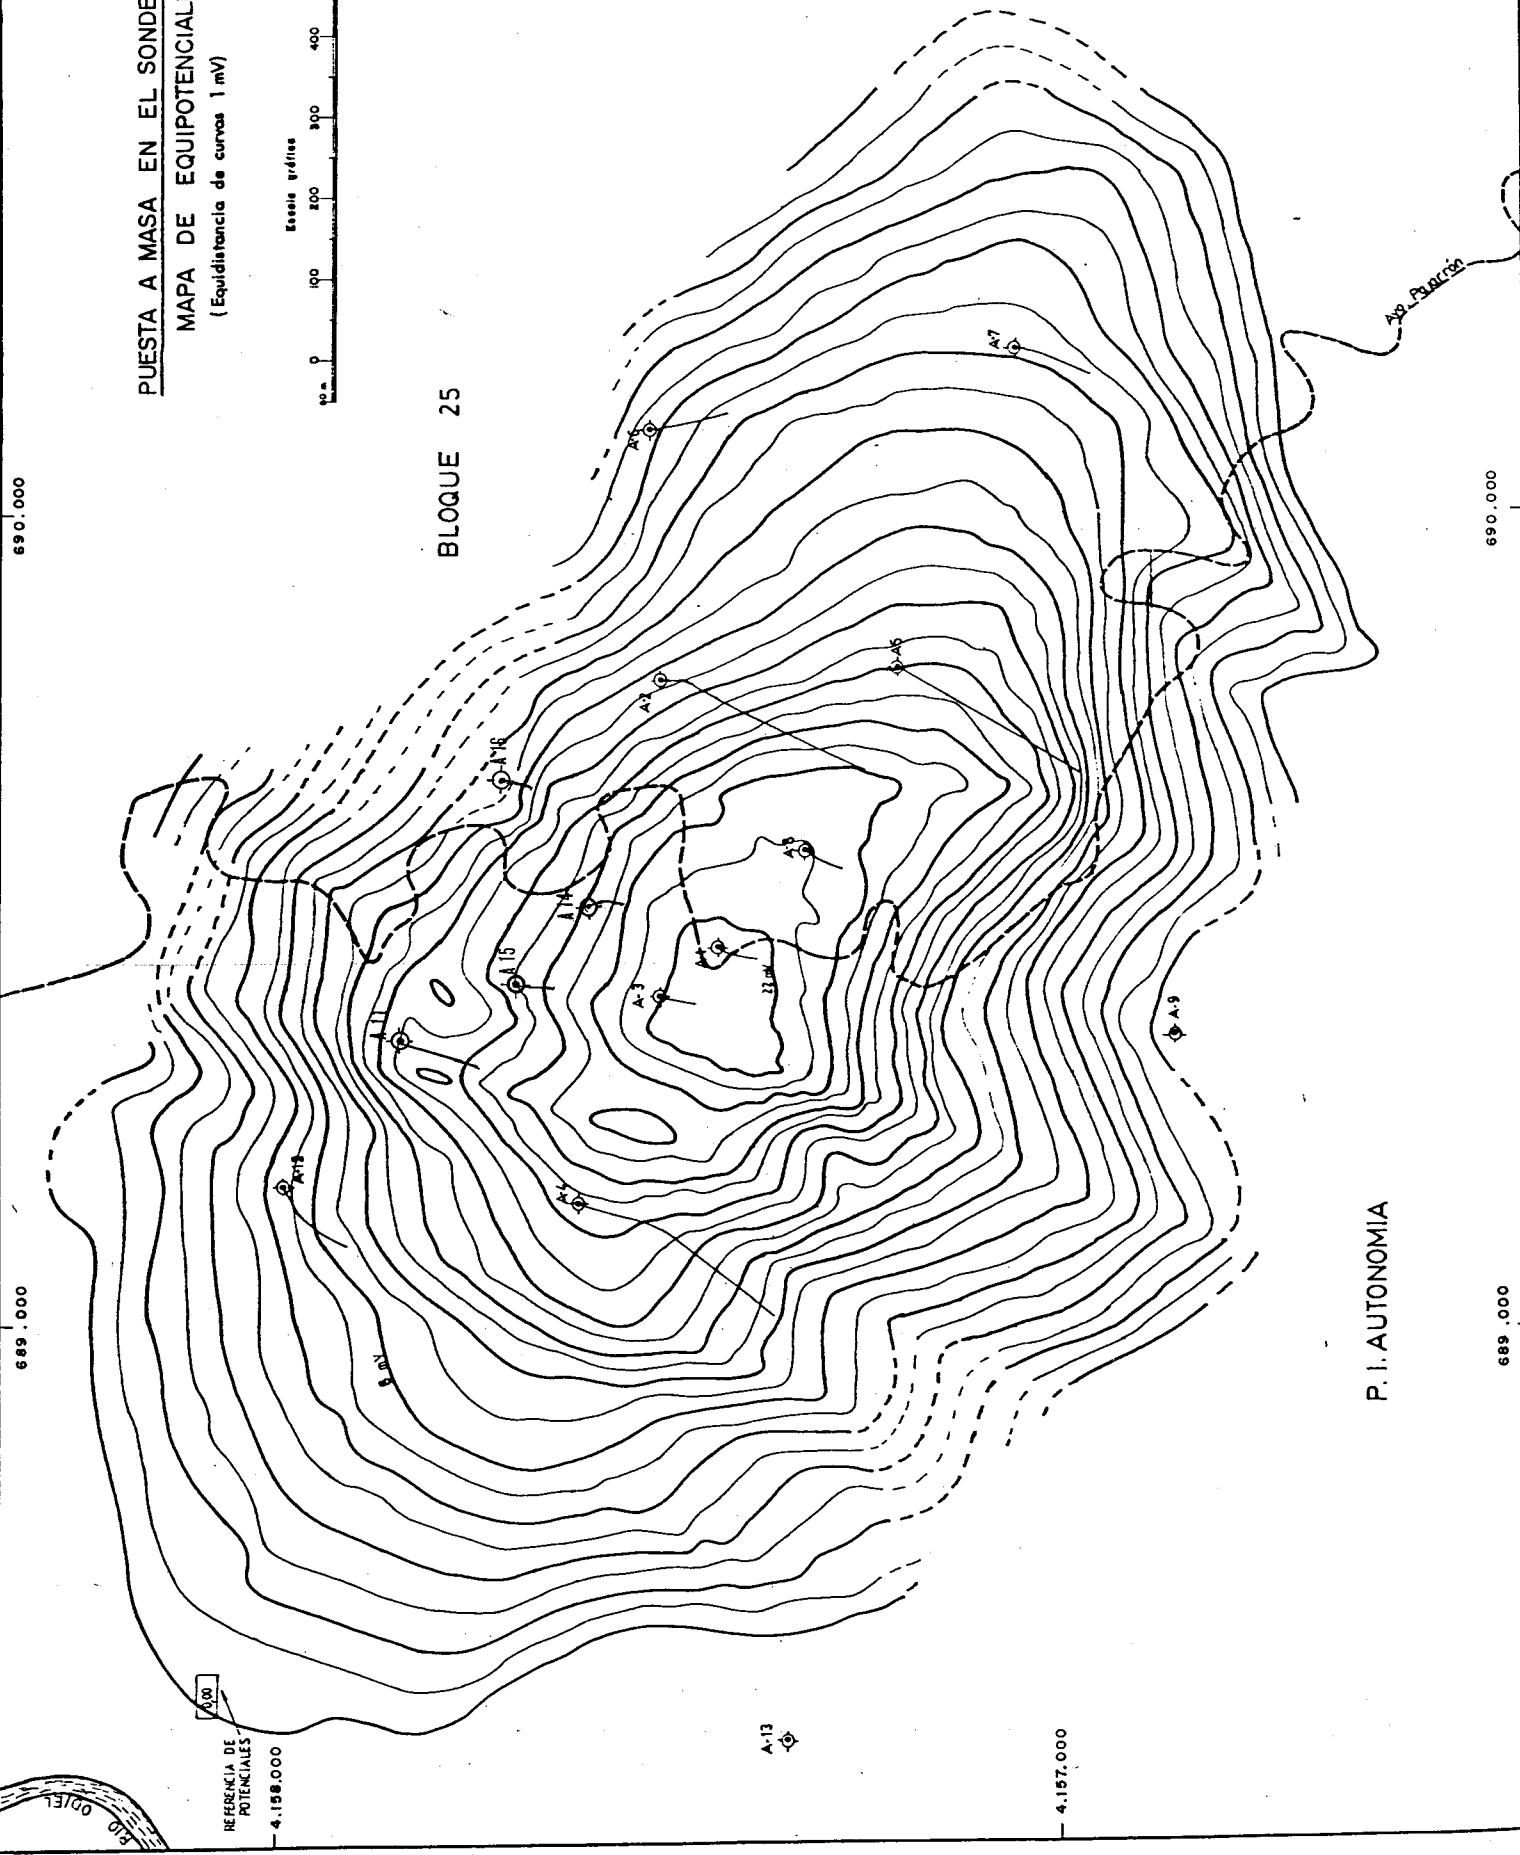 PUESTA A MASA EN EL SONDE
MAPA DE EQUIPOTENCIAL
(Equidistancia de curvas 1 mV)
Escala gráfica
0 100 200 300 400
BLOQUE 25
690.000
690.000
689.000
689.000
4.158.000
4.157.000
A-6
A-7
A-2
A-5
A-16
A-8
A 14
A 15
A-3
A-1
22 mV
A 11
A-12
A-4
8 mV
A-9
A-13
0,00
REFERENCIA DE
POTENCIALES
RIO
ODIEL
P. I. AUTONOMIA